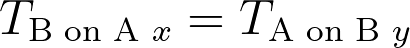 T_{B on A x} = T_{A on B y}